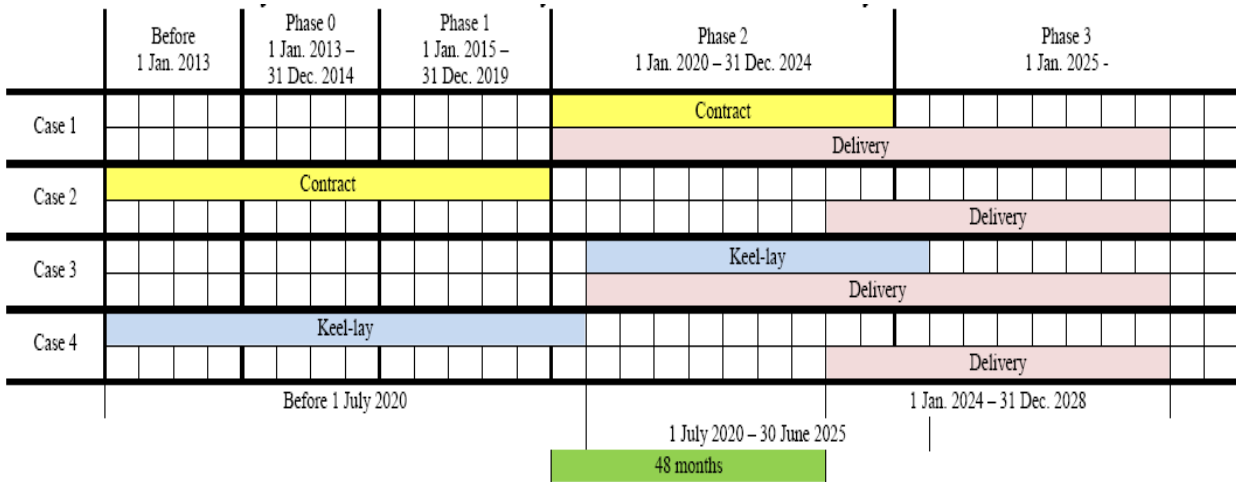 Before
1 Jan. 2013
Phase 0
1 Jan. 2013 –
31 Dec. 2014
Phase 1
1 Jan. 2015 –
31 Dec. 2019
Phase 2
1 Jan. 2020 – 31 Dec. 2024
Phase 3
1 Jan. 2025 -
Case 1
Contract
Delivery
Case 2
Contract
Delivery
Case 3
Keel-lay
Delivery
Case 4
Keel-lay
Delivery
Before 1 July 2020
1 Jan. 2024 – 31 Dec. 2028
1 July 2020 – 30 June 2025
48 months